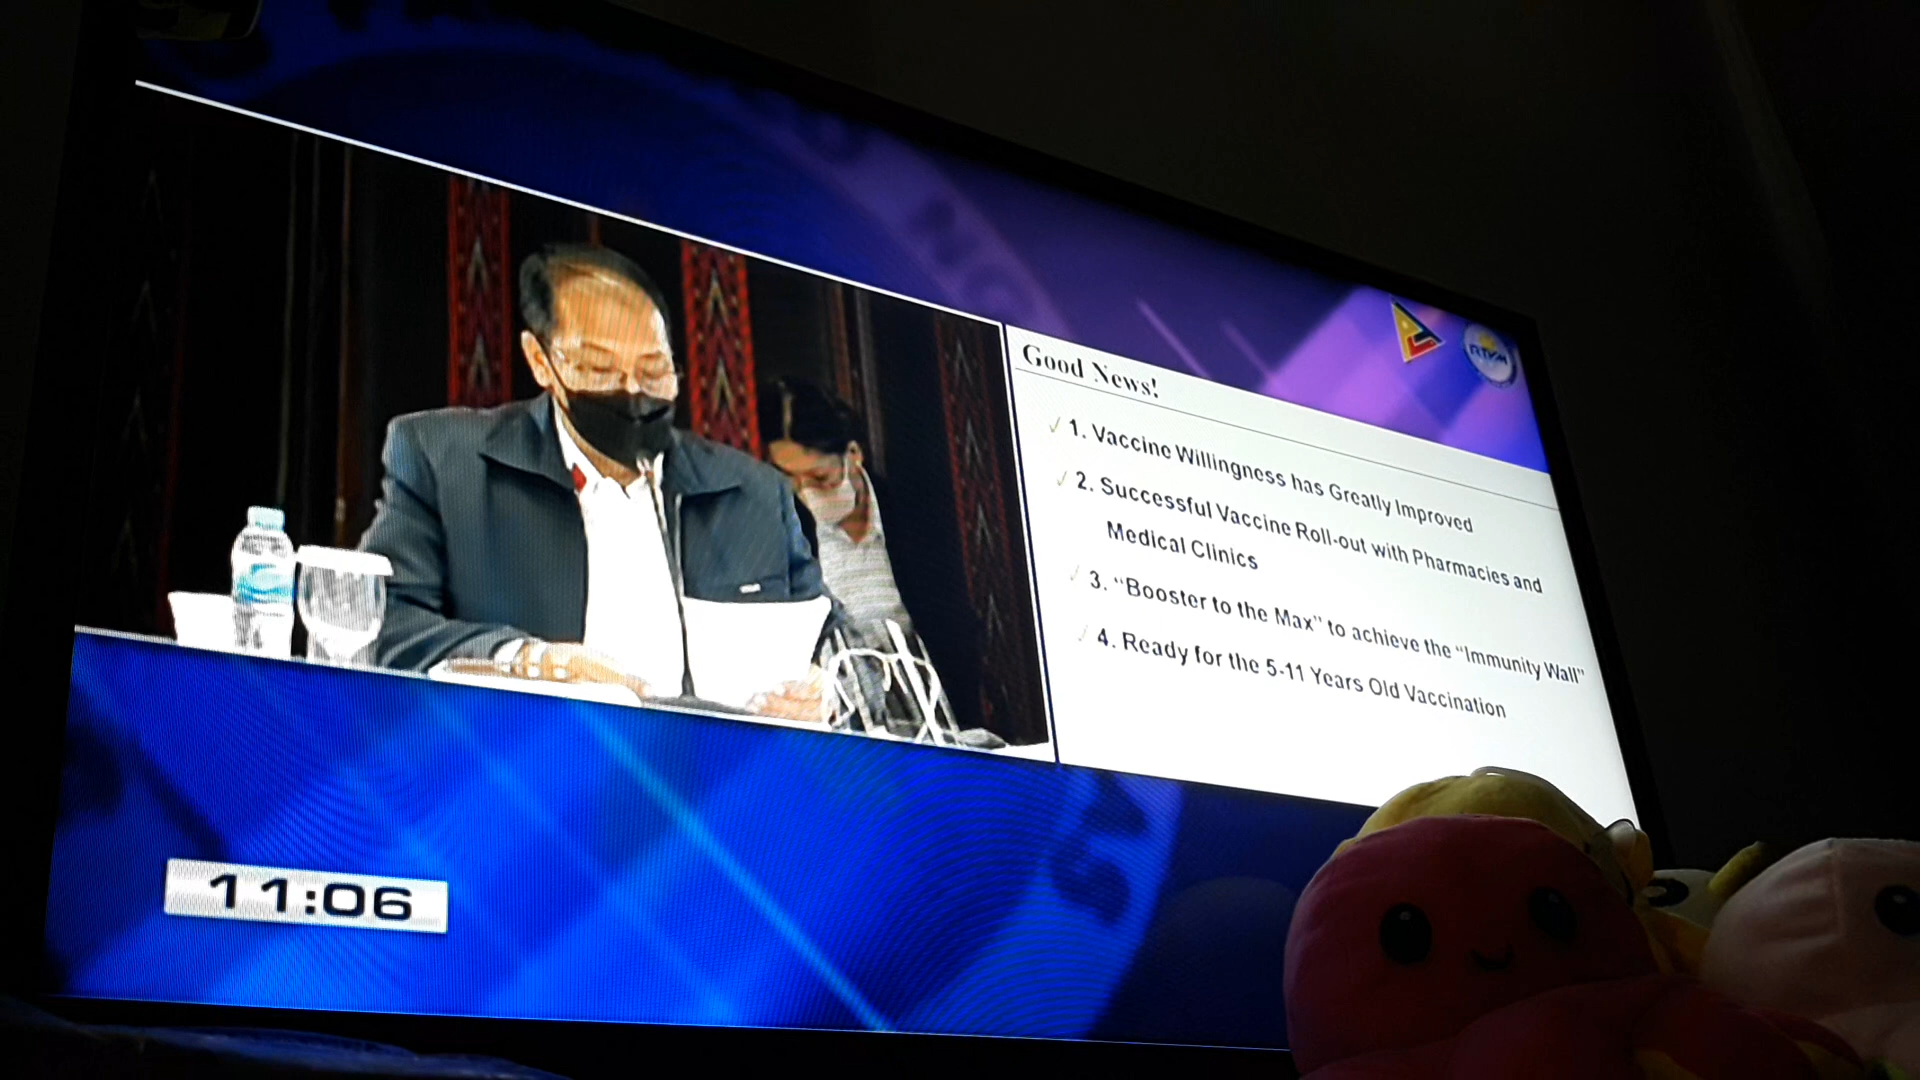 RTVM
Good News!
✓ 1. Vaccine Willingness has Greatly Improved
✓ 2. Successful Vaccine Roll-out with Pharmacies and
Medical Clinics
✓ 3. “Booster to the Max” to achieve the “Immunity Wall”
✓ 4. Ready for the 5-11 Years Old Vaccination
11:06